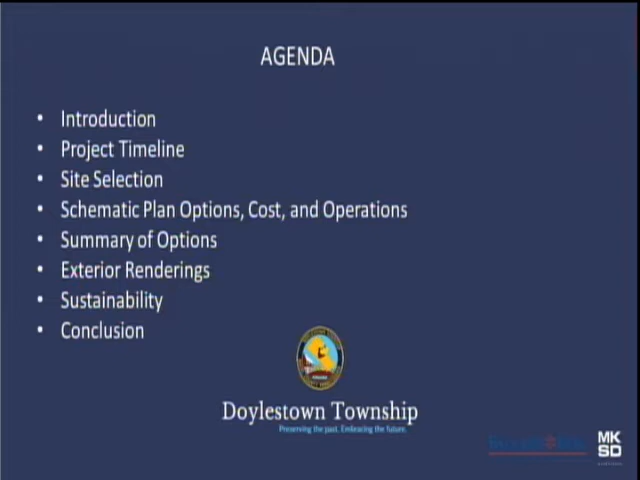 AGENDA
• Introduction
• Project Timeline
• Site Selection
• Schematic Plan Options, Cost, and Operations
• Summary of Options
• Exterior Renderings
• Sustainability
• Conclusion
Doylestown Township
Preserving the past. Embracing the future.
MK
SD